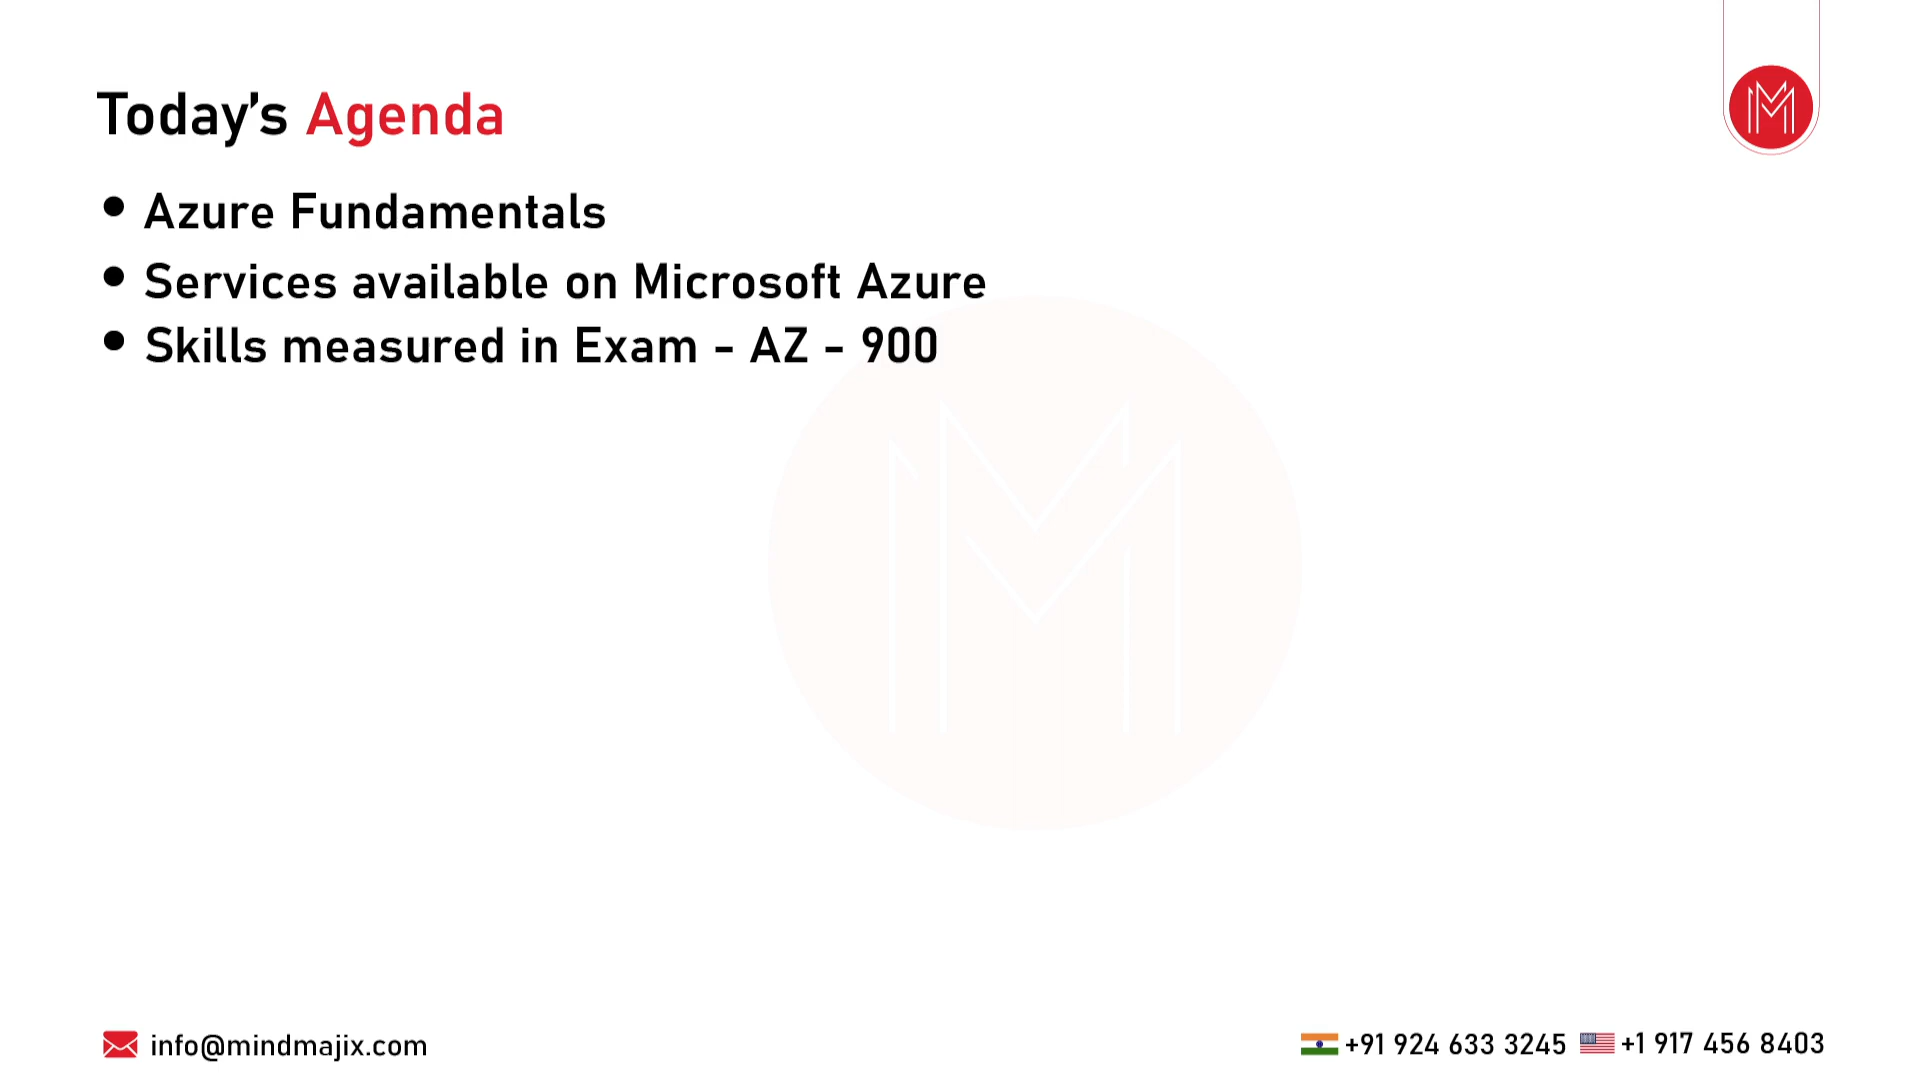 Today’s Agenda
• Azure Fundamentals
• Services available on Microsoft Azure
• Skills measured in Exam - AZ - 900
info@mindmajix.com
+91 924 633 3245 +1 917 456 8403